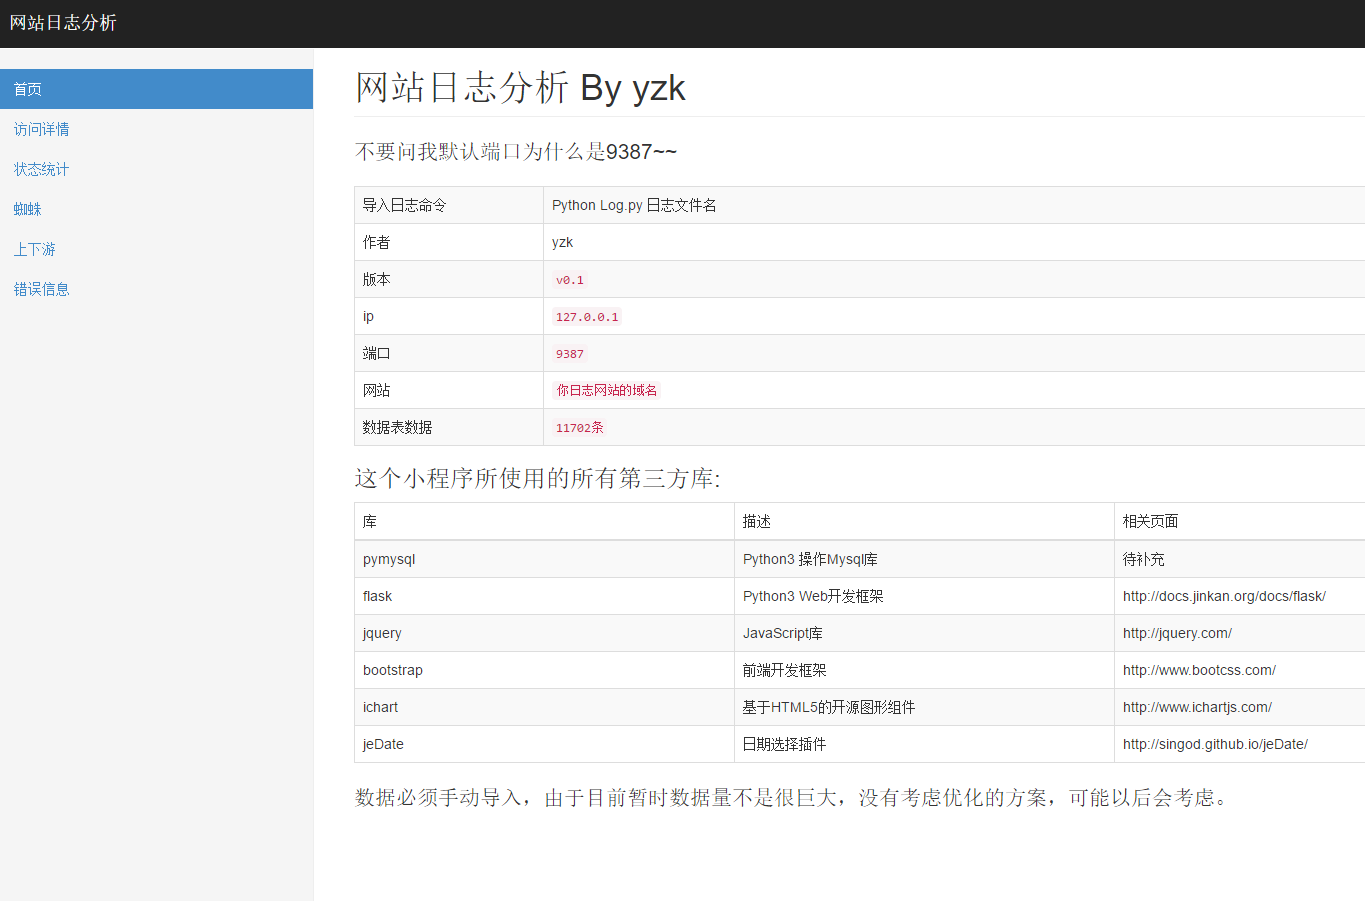 网站日志分析
首页
访问详情
状态统计
蜘蛛
上下游
错误信息
网站日志分析 By yzk
不要问我默认端口为什么是9387~~
导入日志命令 Python Log.py 日志文件名
作者 yzk
版本 v0.1
ip 127.0.0.1
端口 9387
网站 你日志网站的域名
数据表数据 11702条
这个小程序所使用的所有第三方库:
库 描述 相关页面
pymysql Python3 操作Mysql库 待补充
flask Python3 Web开发框架 http://docs.jinkan.org/docs/flask/
jquery JavaScript库 http://jquery.com/
bootstrap 前端开发框架 http://www.bootcss.com/
ichart 基于HTML5的开源图形组件 http://www.ichartjs.com/
jeDate 日期选择插件 http://singod.github.io/jeDate/
数据必须手动导入，由于目前暂时数据量不是很巨大，没有考虑优化的方案，可能以后会考虑。